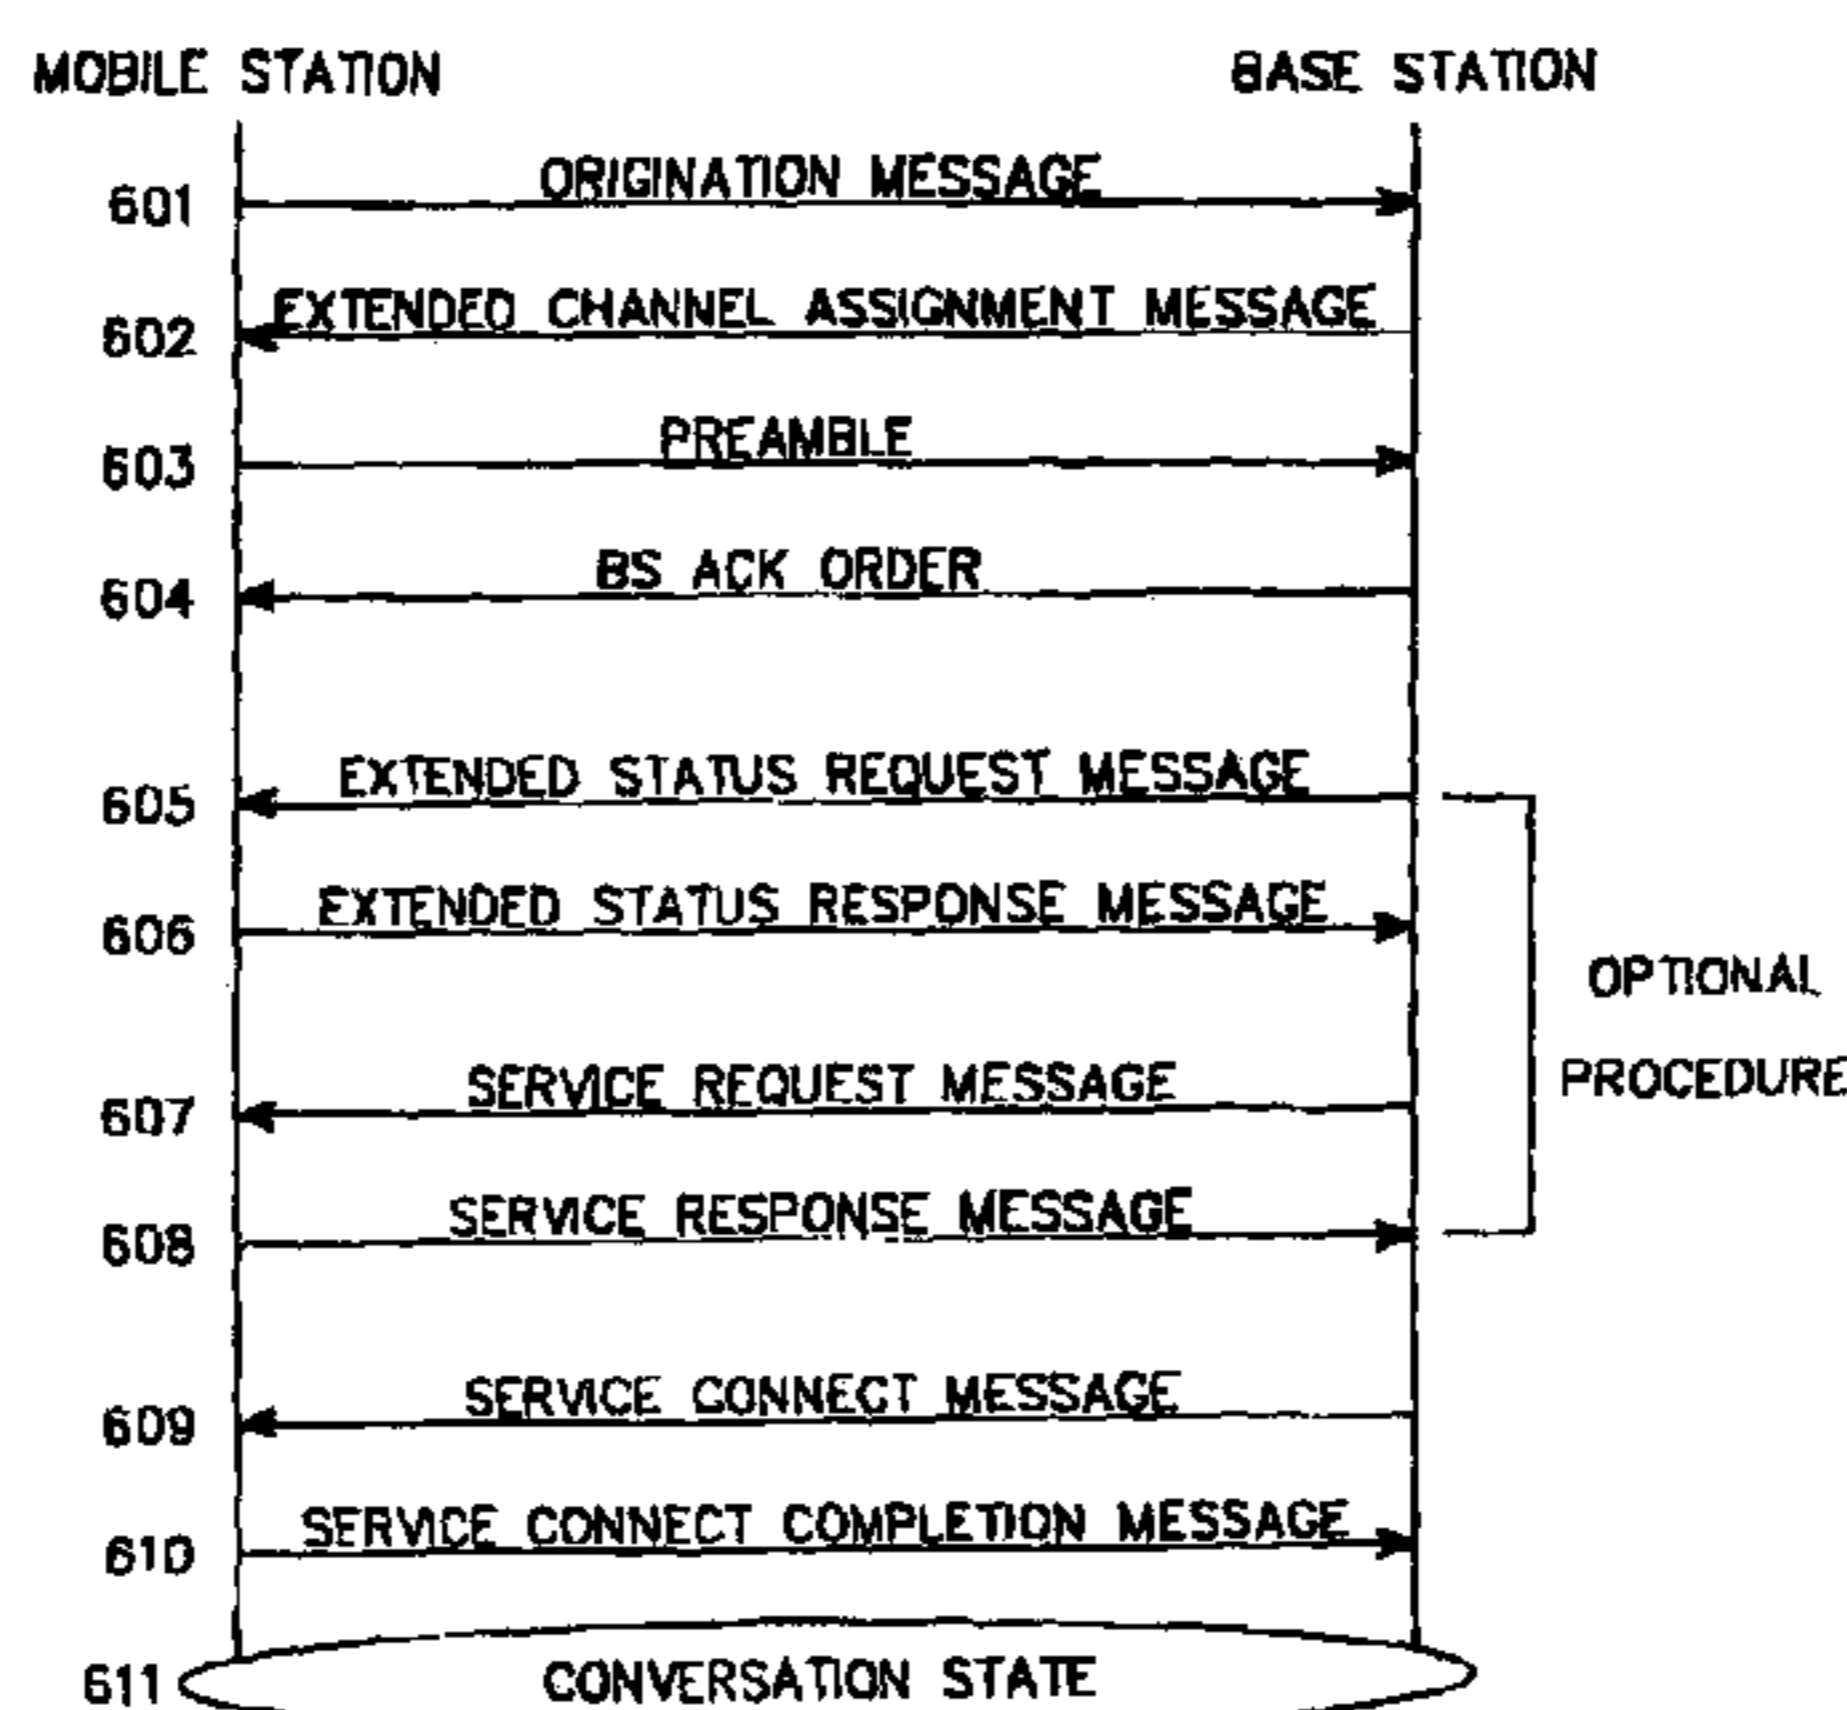 MOBILE STATION BASE STATION
601 ORIGINATION MESSAGE
602 EXTENDED CHANNEL ASSIGNMENT MESSAGE
603 PREAMBLE
604 BS ACK ORDER
605 EXTENDED STATUS REQUEST MESSAGE
606 EXTENDED STATUS RESPONSE MESSAGE
OPTIONAL
PROCEDURE
607 SERVICE REQUEST MESSAGE
608 SERVICE RESPONSE MESSAGE
609 SERVICE CONNECT MESSAGE
610 SERVICE CONNECT COMPLETION MESSAGE
611 CONVERSATION STATE